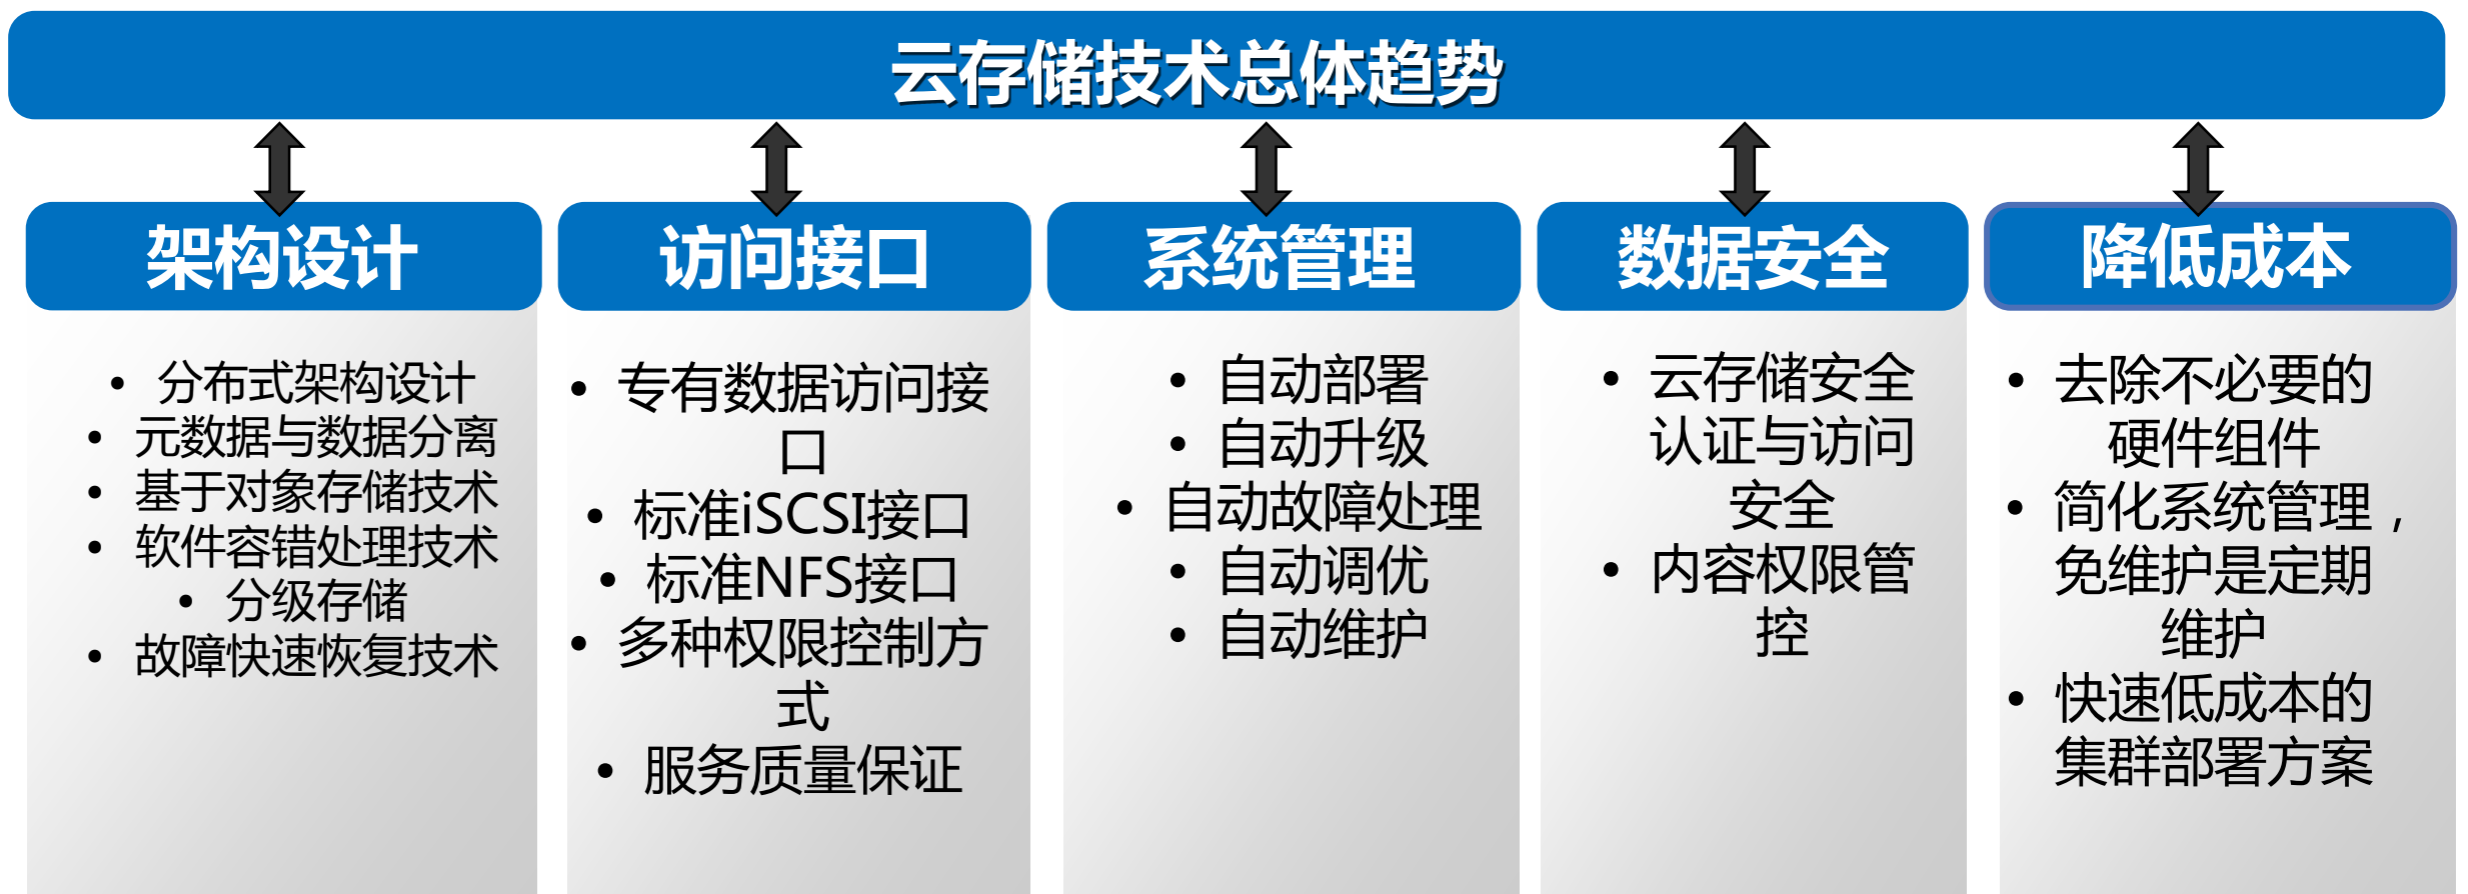 云存储技术总体趋势
架构设计
• 分布式架构设计
• 元数据与数据分离
• 基于对象存储技术
• 软件容错处理技术
• 分级存储
• 故障快速恢复技术
访问接口
• 专有数据访问接
口
• 标准iSCSI接口
• 标准NFS接口
• 多种权限控制方
式
• 服务质量保证
系统管理
• 自动部署
• 自动升级
• 自动故障处理
• 自动调优
• 自动维护
数据安全
• 云存储安全
认证与访问
安全
• 内容权限管
控
降低成本
• 去除不必要的
硬件组件
• 简化系统管理，
免维护是定期
维护
• 快速低成本的
集群部署方案